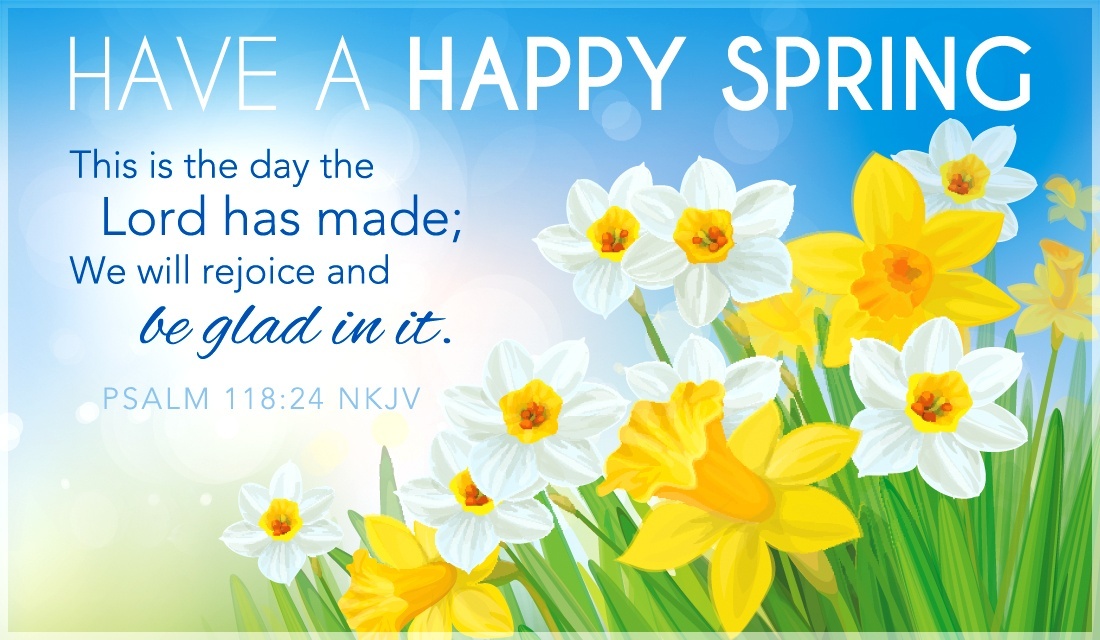 HAVE A HAPPY SPRING
This is the day the
Lord has made;
We will rejoice and
be glad in it.
PSALM 118:24 NKJV